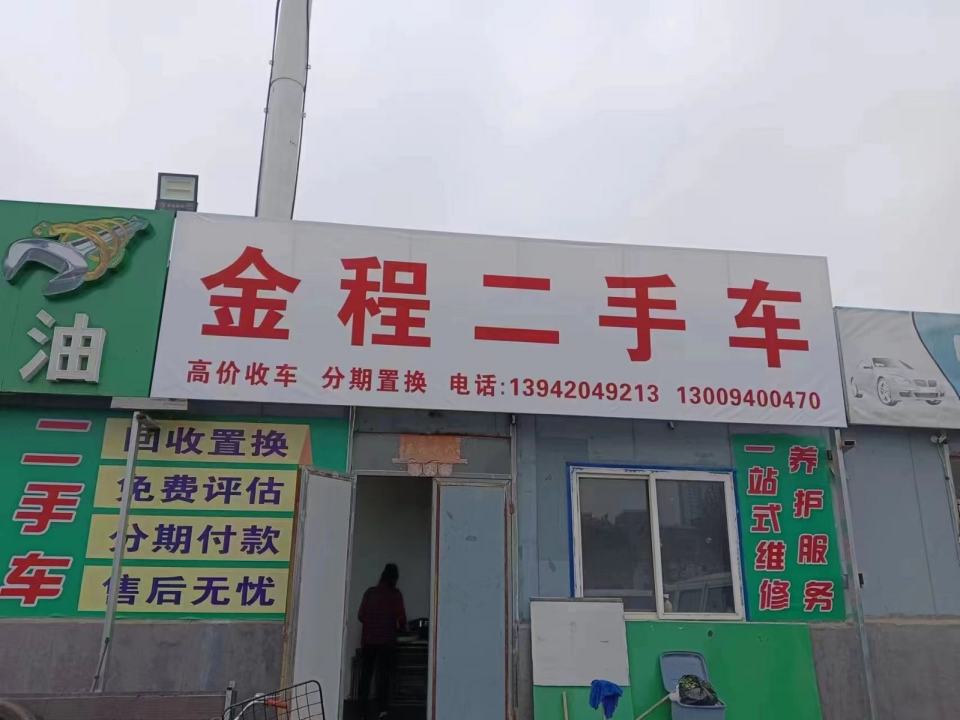 金程二手车
高价收车 分期置换 电话:13942049213 13009400470
油
二手车
回收置换
免费评估
分期付款
售后无忧
一站式维修
养护服务